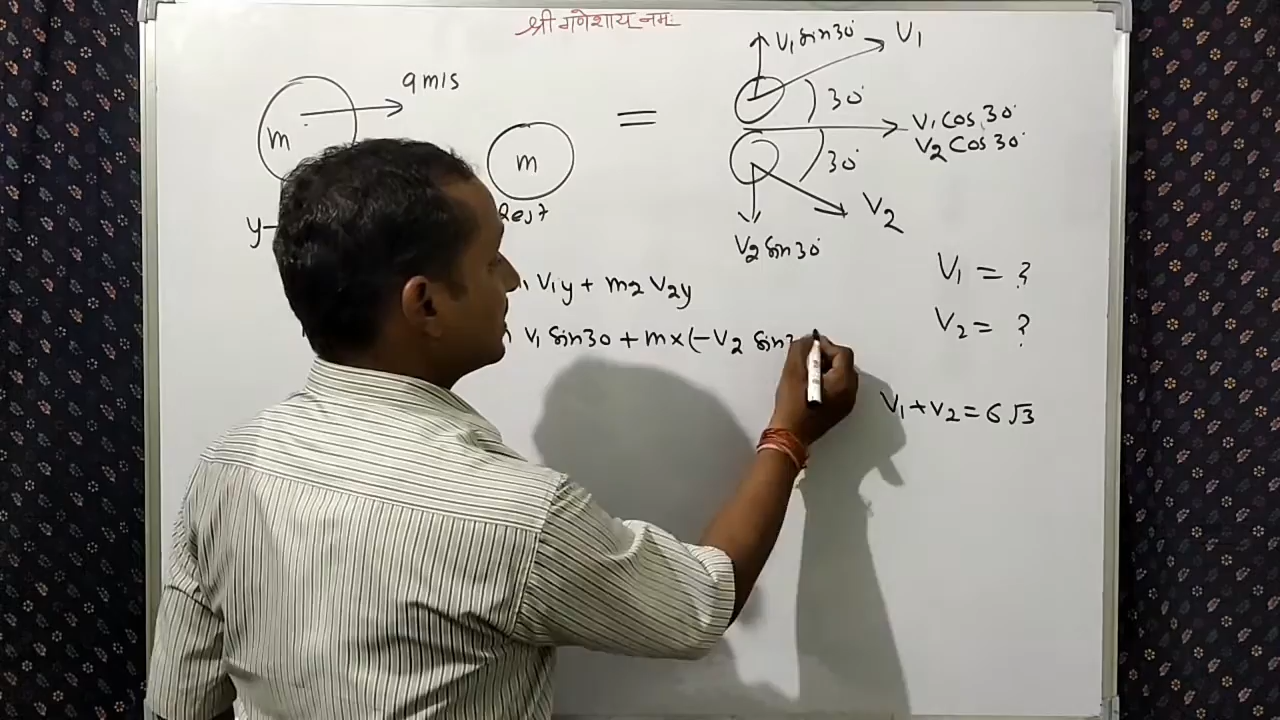 श्री गणेशाय नमः
9 m/s
m
m
Rest
=
V₁ sin30°
V₁
30°
V₁ cos 30°
V₂ cos 30°
30°
V₂
V₂ sin30°
y-
V₁y + m₂ V₂y
V₁ sin30 + m×(-V₂ sin3
V₁ = ?
V₂ = ?
V₁+V₂=6√3